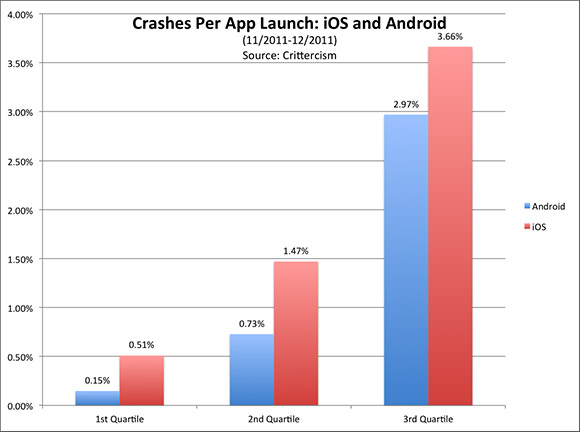 Crashes Per App Launch: iOS and Android
(11/2011-12/2011)
Source: Crittercism
4.00%
3.50%
3.00%
2.50%
2.00%
1.50%
1.00%
0.50%
0.00%
0.15%
0.51%
0.73%
1.47%
2.97%
3.66%
1st Quartile
2nd Quartile
3rd Quartile
Android
iOS